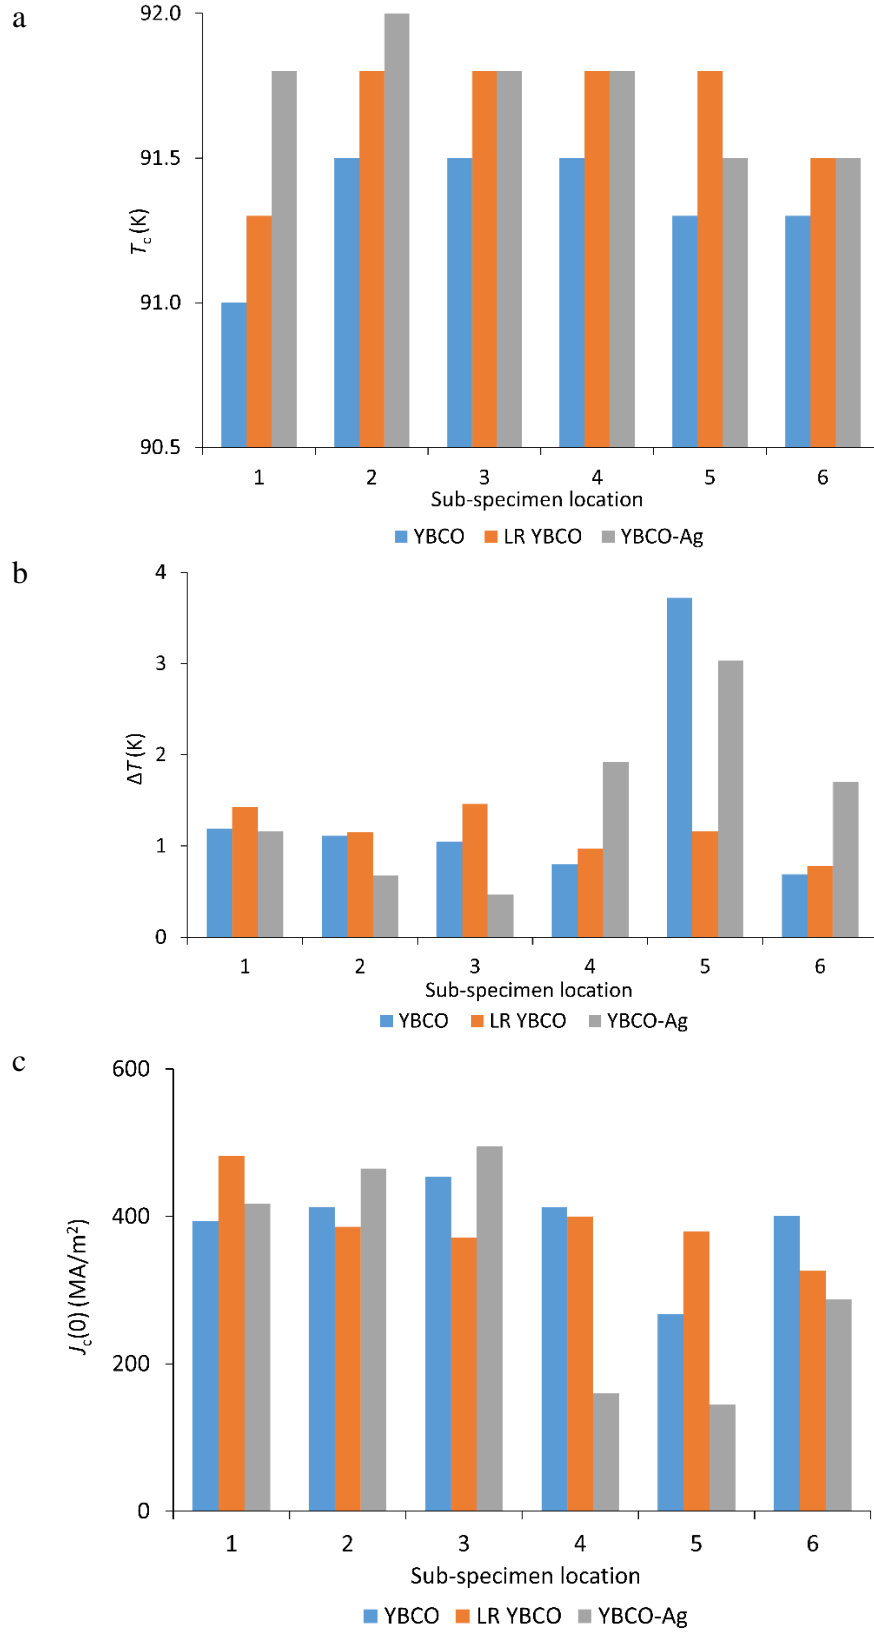 a
92.0
91.5
91.0
90.5
Tc (K)
1 2 3 4 5 6
Sub-specimen location
YBCO LR YBCO YBCO-Ag
b
4
3
2
1
0
ΔT (K)
1 2 3 4 5 6
Sub-specimen location
YBCO LR YBCO YBCO-Ag
c
600
400
200
0
Jc(0) (MA/m²)
1 2 3 4 5 6
Sub-specimen location
YBCO LR YBCO YBCO-Ag